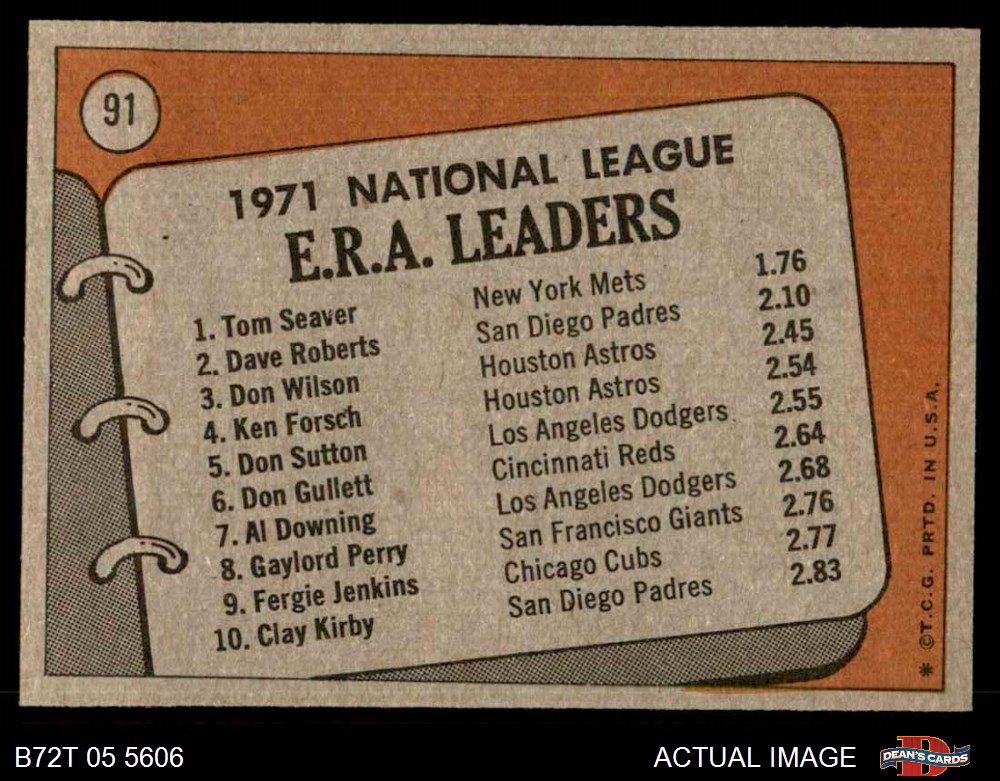 91
1971 NATIONAL LEAGUE
E.R.A. LEADERS
1. Tom Seaver New York Mets 1.76
2. Dave Roberts San Diego Padres 2.10
3. Don Wilson Houston Astros 2.45
4. Ken Forsch Houston Astros 2.54
5. Don Sutton Los Angeles Dodgers 2.55
6. Don Gullett Cincinnati Reds 2.64
7. Al Downing Los Angeles Dodgers 2.68
8. Gaylord Perry San Francisco Giants 2.76
9. Fergie Jenkins Chicago Cubs 2.77
10. Clay Kirby San Diego Padres 2.83
* ©T.C.G. PRTD. IN U.S.A.
B72T 05 5606
ACTUAL IMAGE
DEAN'S CARDS